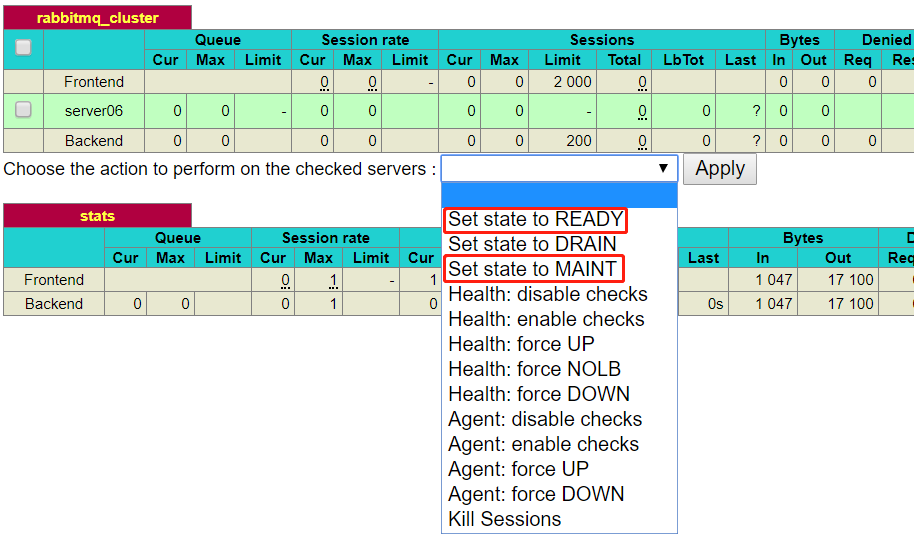 rabbitmq_cluster
Queue Session rate Sessions Bytes Denied
Cur Max Limit Cur Max Limit Cur Max Limit Total LbTot Last In Out Req Res
Frontend 0 0 - 0 0 2 000 0 0 0 0
server06 0 0 - 0 0 0 0 - 0 0 ? 0 0
Backend 0 0 0 0 0 0 200 0 0 ? 0 0 0
Choose the action to perform on the checked servers : Apply
Set state to READY
Set state to DRAIN
Set state to MAINT
Health: disable checks
Health: enable checks
Health: force UP
Health: force NOLB
Health: force DOWN
Agent: disable checks
Agent: enable checks
Agent: force UP
Agent: force DOWN
Kill Sessions
stats
Queue Session rate Bytes D
Cur Max Limit Cur Max Limit Cur Last In Out Req
Frontend 0 1 - 1 1 047 17 100
Backend 0 0 0 1 0 0s 1 047 17 100